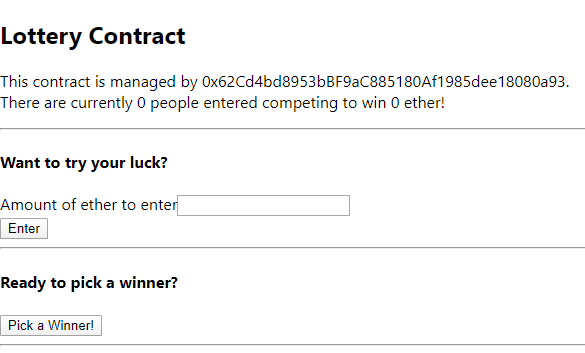 Lottery Contract
This contract is managed by 0x62Cd4bd8953bBF9aC885180Af1985dee18080a93.
There are currently 0 people entered competing to win 0 ether!
Want to try your luck?
Amount of ether to enter
Enter
Ready to pick a winner?
Pick a Winner!